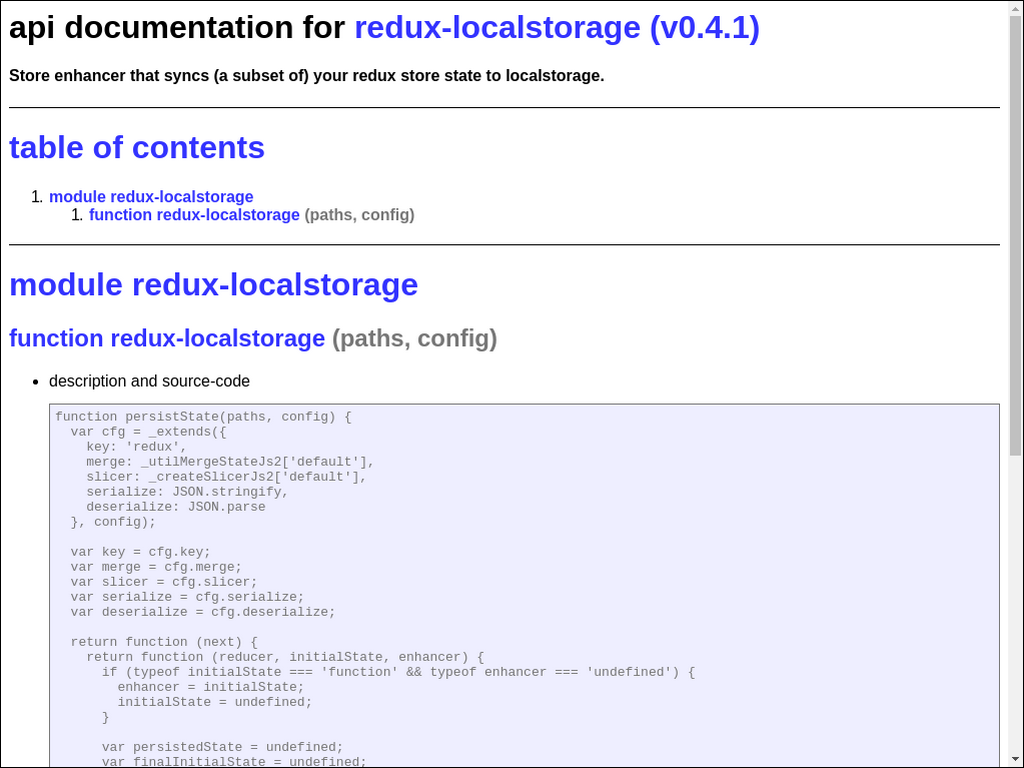 api documentation for redux-localstorage (v0.4.1)
Store enhancer that syncs (a subset of) your redux store state to localstorage.
table of contents
1. module redux-localstorage
1. function redux-localstorage (paths, config)
module redux-localstorage
function redux-localstorage (paths, config)
• description and source-code
function persistState(paths, config) {
  var cfg = _extends({
    key: 'redux',
    merge: _utilMergeStateJs2['default'],
    slicer: _createSlicerJs2['default'],
    serialize: JSON.stringify,
    deserialize: JSON.parse
  }, config);

  var key = cfg.key;
  var merge = cfg.merge;
  var slicer = cfg.slicer;
  var serialize = cfg.serialize;
  var deserialize = cfg.deserialize;

  return function (next) {
    return function (reducer, initialState, enhancer) {
      if (typeof initialState === 'function' && typeof enhancer === 'undefined') {
        enhancer = initialState;
        initialState = undefined;
      }

      var persistedState = undefined;
      var finalInitialState = undefined;